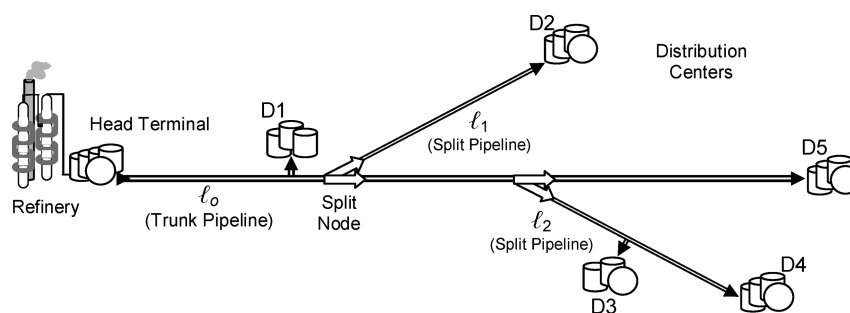 D2
Distribution
Centers
D1
Head Terminal
ℓ1
(Split Pipeline)
D5
Refinery
ℓo
(Trunk Pipeline)
Split
Node
ℓ2
(Split Pipeline)
D3
D4